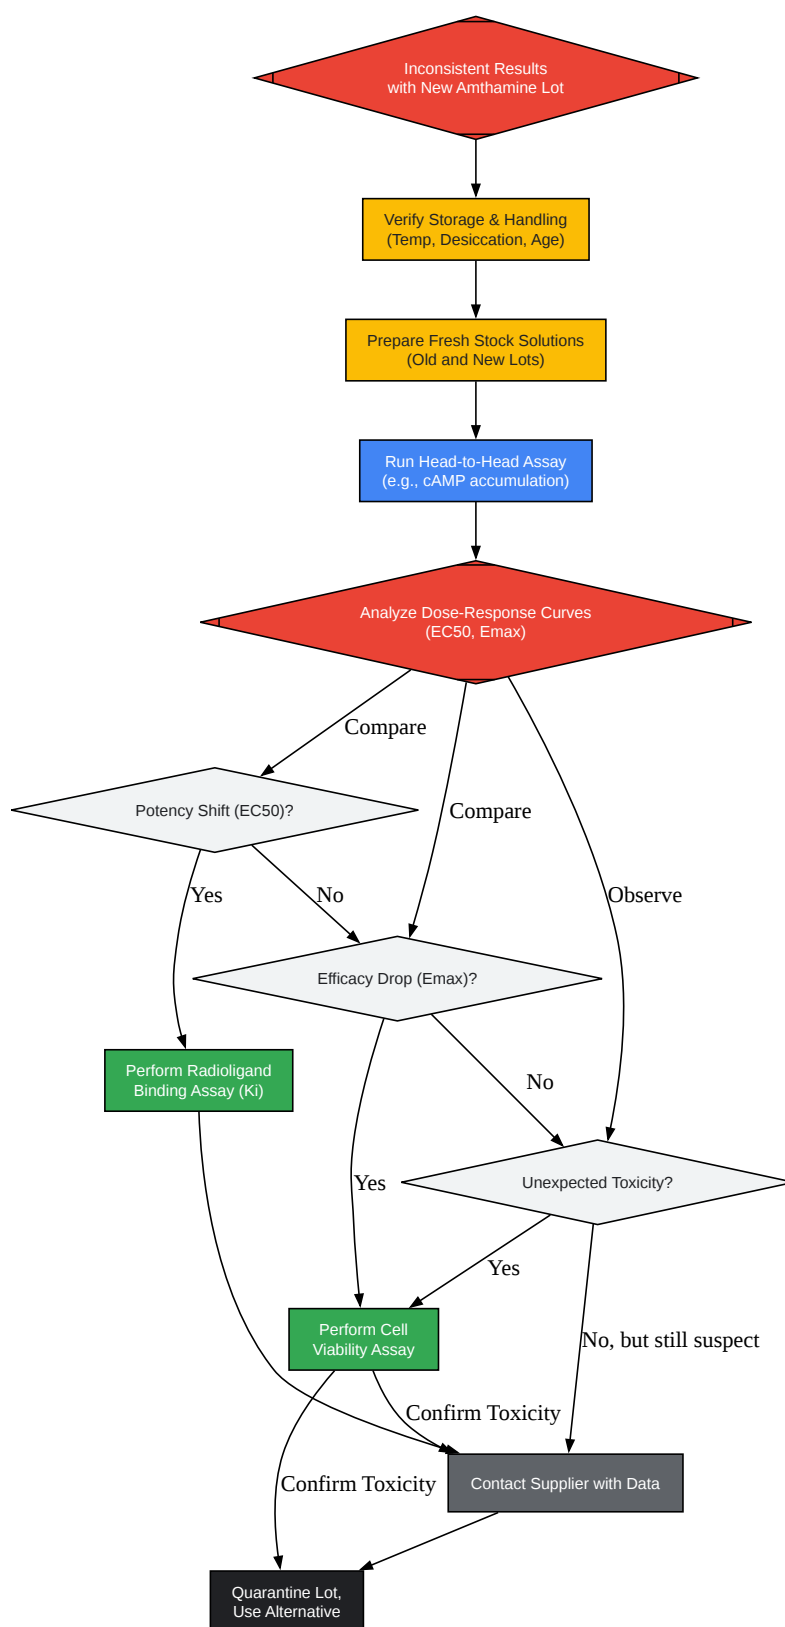 Inconsistent Results
with New Amthamine Lot
Verify Storage & Handling
(Temp, Desiccation, Age)
Prepare Fresh Stock Solutions
(Old and New Lots)
Run Head-to-Head Assay
(e.g., cAMP accumulation)
Analyze Dose-Response Curves
(EC50, Emax)
Compare
Potency Shift (EC50)?
Compare
Yes
No
Observe
Efficacy Drop (Emax)?
Perform Radioligand
Binding Assay (Ki)
No
Yes
Unexpected Toxicity?
Yes
Perform Cell
Viability Assay
No, but still suspect
Confirm Toxicity
Confirm Toxicity
Contact Supplier with Data
Quarantine Lot,
Use Alternative